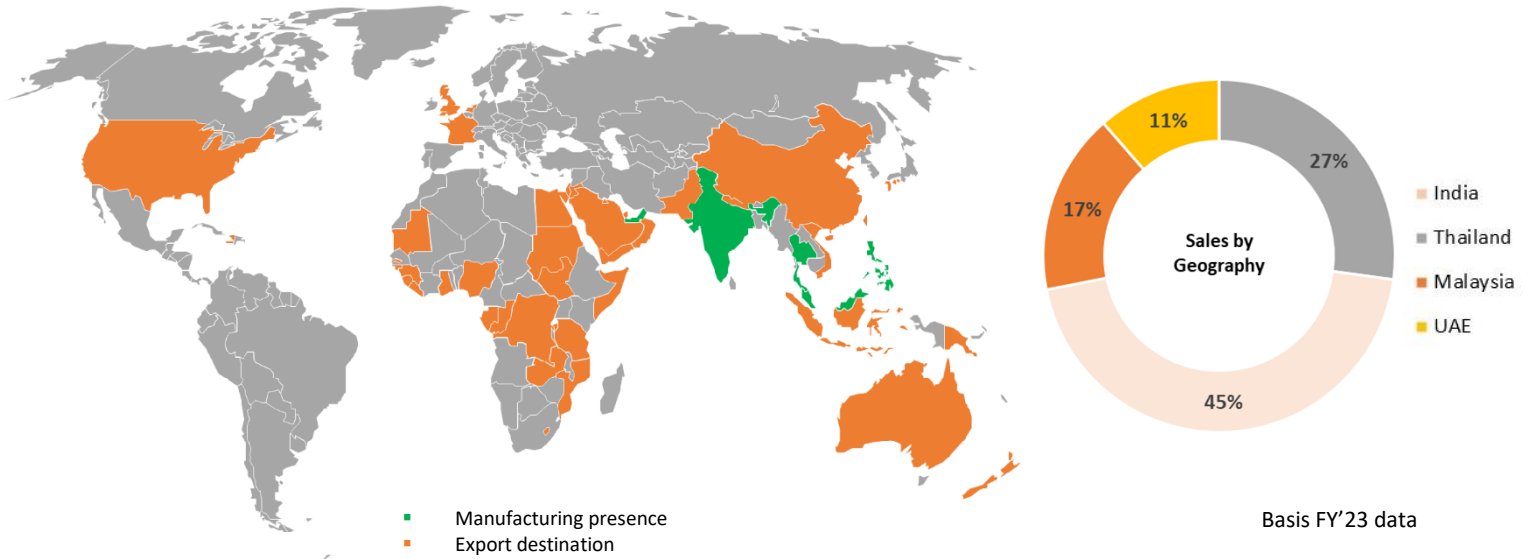 Manufacturing presence
Export destination
11%
27%
17%
45%
Sales by
Geography
India
Thailand
Malaysia
UAE
Basis FY’23 data